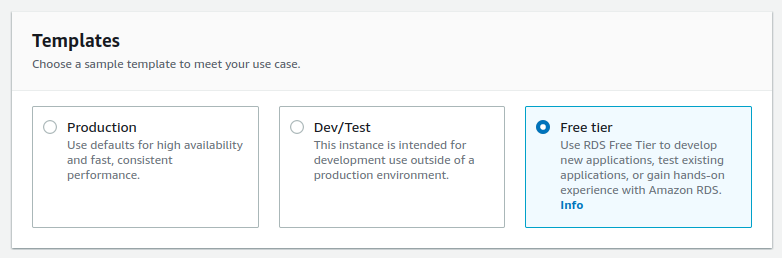 Templates
Choose a sample template to meet your use case.
Production
Use defaults for high availability
and fast, consistent
performance.
Dev/Test
This instance is intended for
development use outside of a
production environment.
Free tier
Use RDS Free Tier to develop
new applications, test existing
applications, or gain hands-on
experience with Amazon RDS.
Info